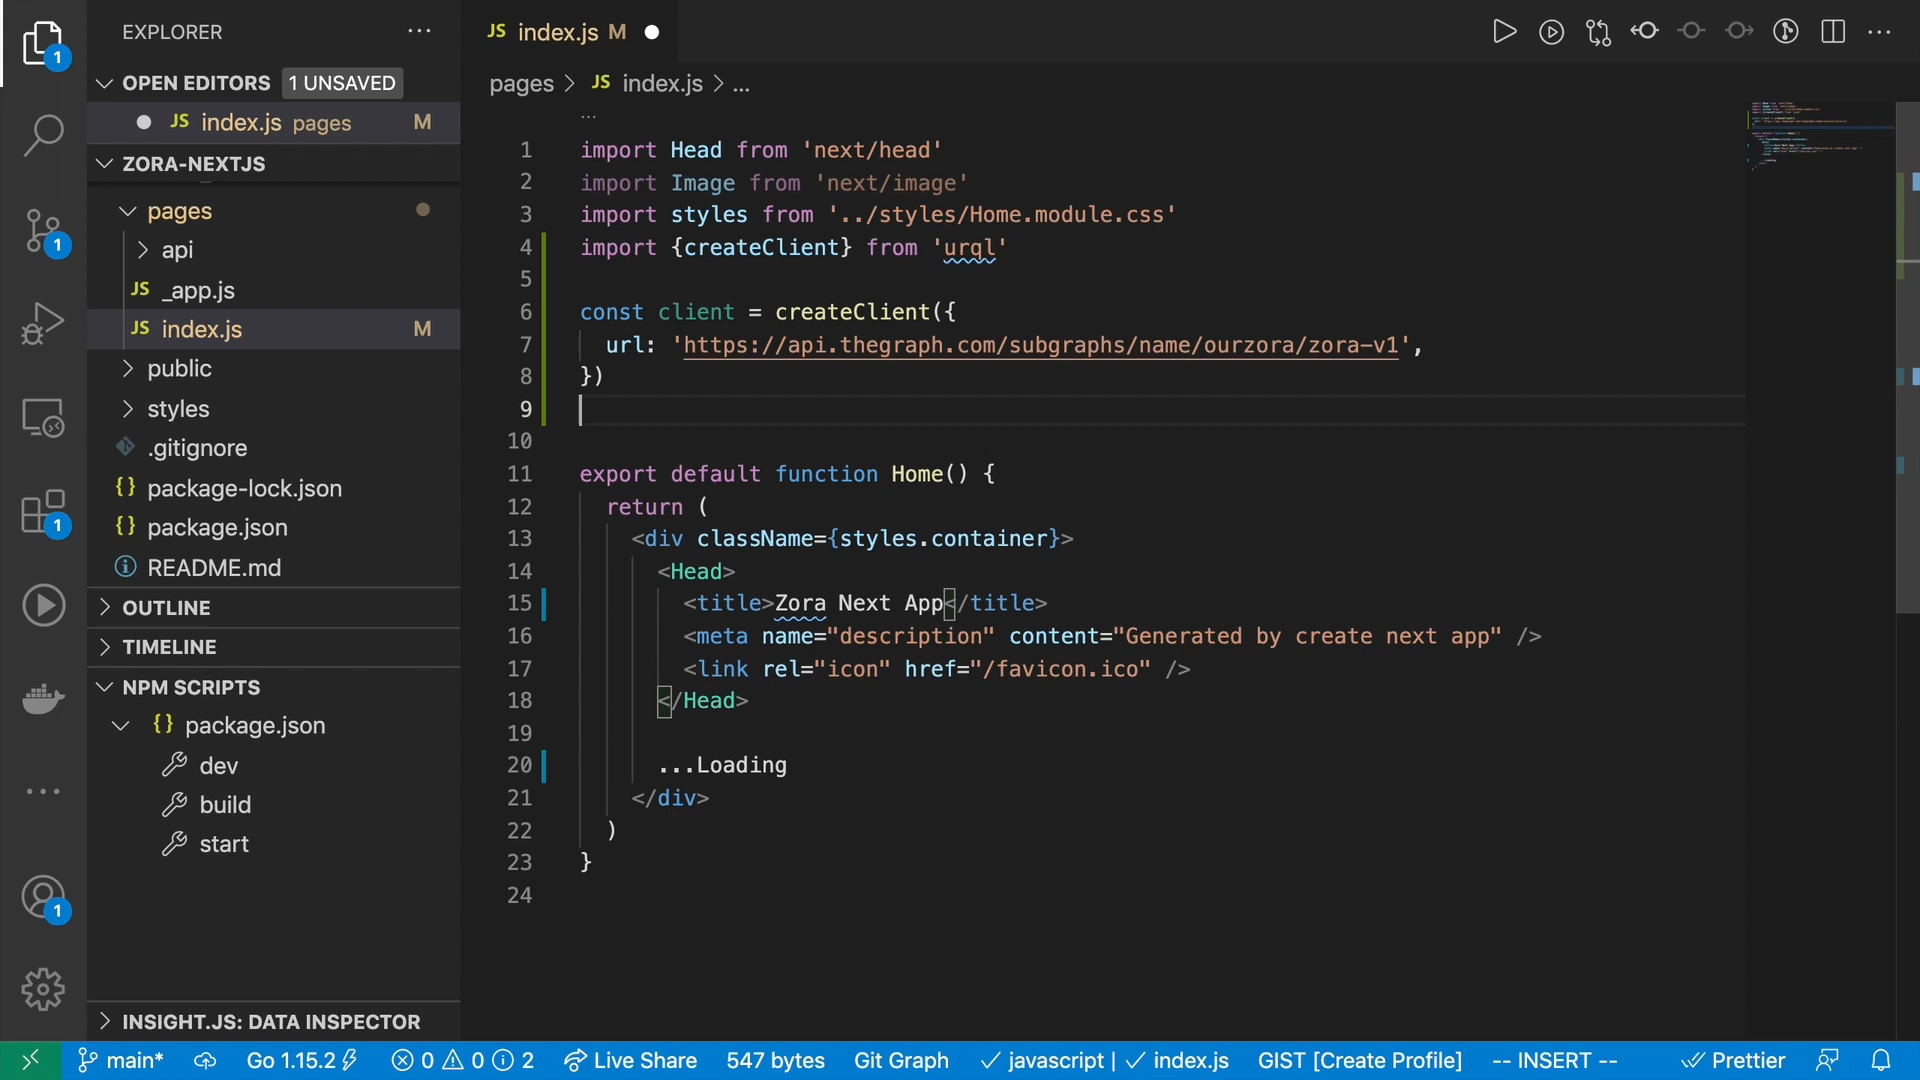 EXPLORER
OPEN EDITORS 1 UNSAVED
JS index.js pages M
ZORA-NEXTJS
pages
api
JS _app.js
JS index.js M
public
styles
.gitignore
{} package-lock.json
{} package.json
README.md
OUTLINE
TIMELINE
NPM SCRIPTS
{} package.json
dev
build
start
INSIGHT.JS: DATA INSPECTOR
1
1
1
1
JS index.js M
pages > JS index.js > ...
1 import Head from 'next/head'
2 import Image from 'next/image'
3 import styles from '../styles/Home.module.css'
4 import {createClient} from 'urql'
5
6 const client = createClient({
7 url: 'https://api.thegraph.com/subgraphs/name/ourzora/zora-v1',
8 })
9
10
11 export default function Home() {
12 return (
13 <div className={styles.container}>
14 <Head>
15 <title>Zora Next App</title>
16 <meta name="description" content="Generated by create next app" />
17 <link rel="icon" href="/favicon.ico" />
18 </Head>
19
20 ...Loading
21 </div>
22 )
23 }
24
main* Go 1.15.2 0 0 2 Live Share 547 bytes Git Graph javascript | index.js GIST [Create Profile] -- INSERT -- Prettier